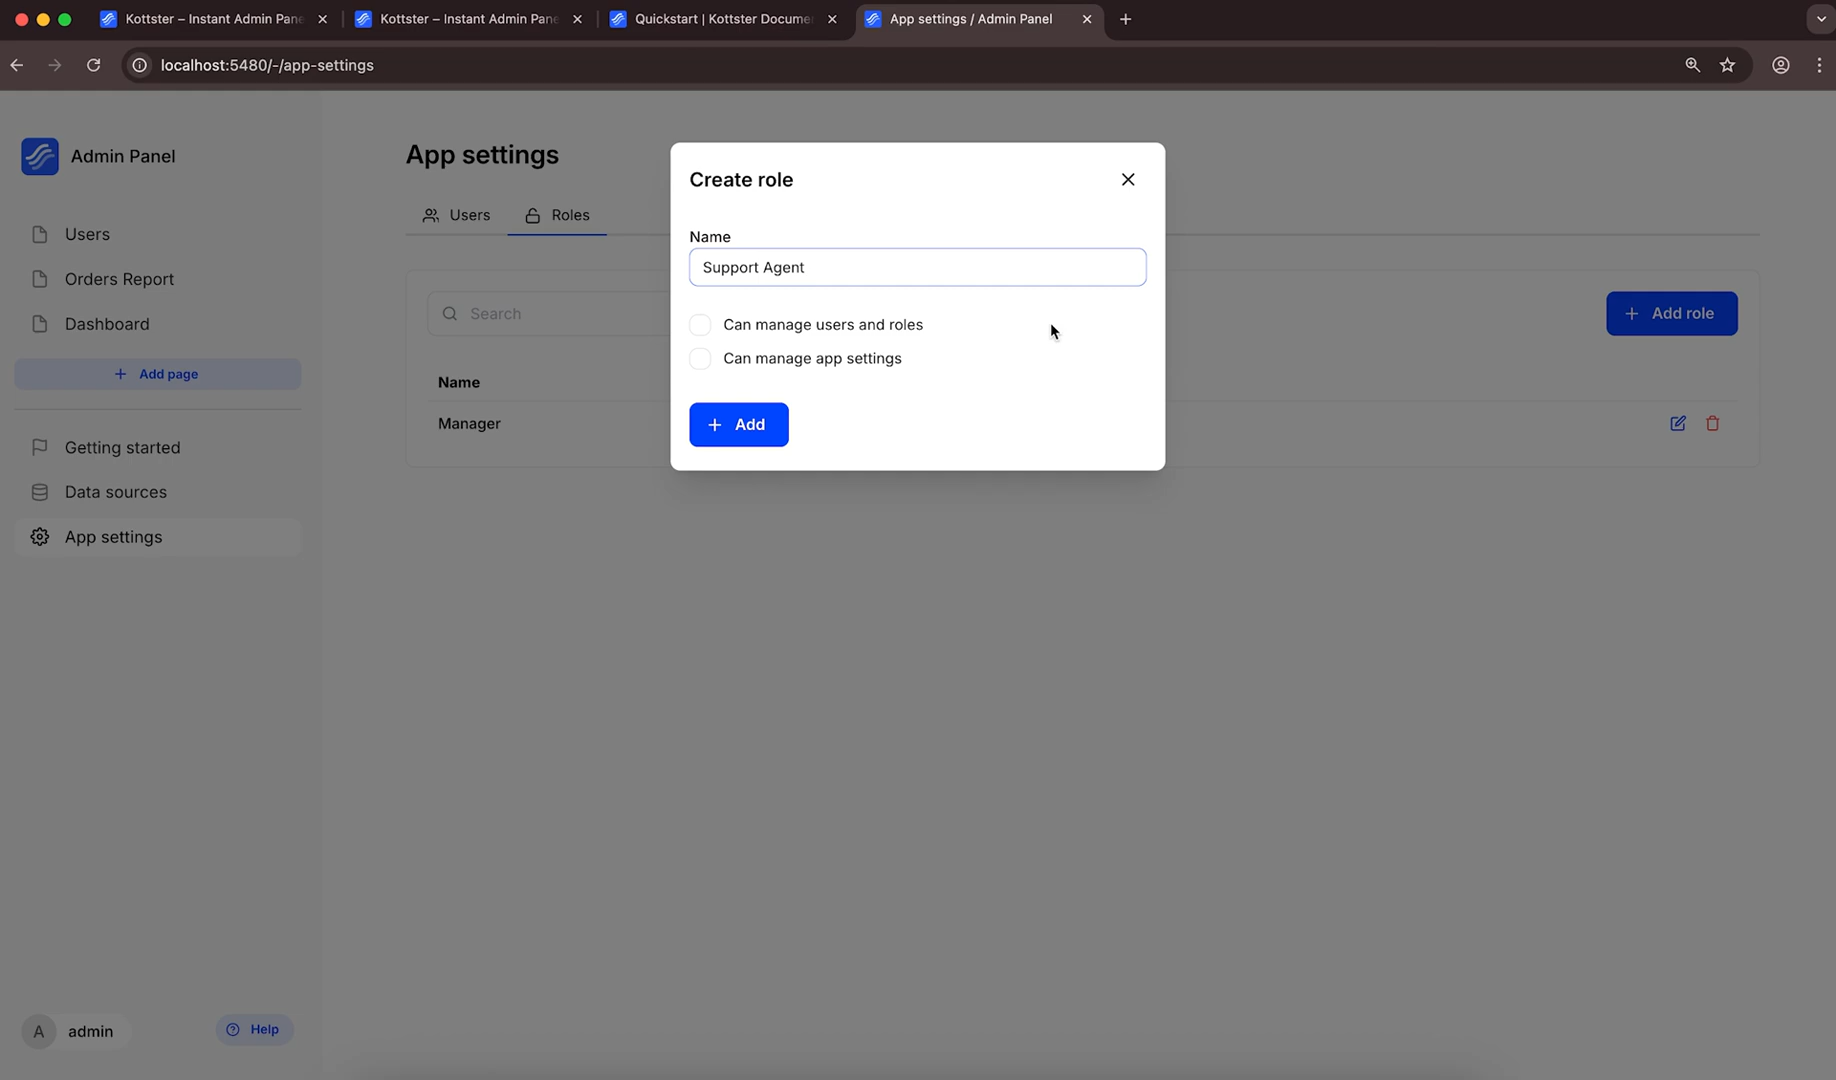 Kottster – Instant Admin Pane
Kottster – Instant Admin Pane
Quickstart | Kottster Docume
App settings / Admin Panel
localhost:5480/-/app-settings
Admin Panel
Users
Orders Report
Dashboard
+ Add page
Getting started
Data sources
App settings
A admin
Help
App settings
Users
Roles
Search
+ Add role
Name
Manager
Create role
Name
Support Agent
Can manage users and roles
Can manage app settings
+ Add